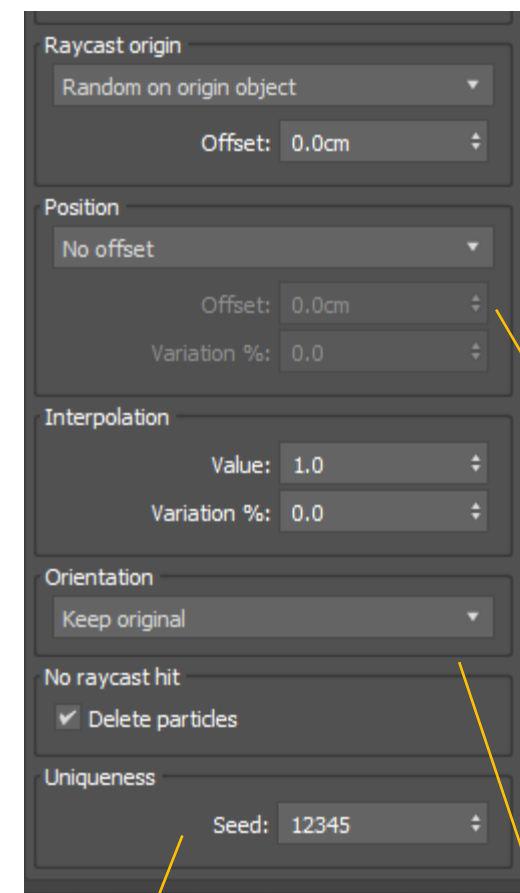 Raycast origin
Random on origin object
Offset: 0.0cm
Position
No offset
Offset: 0.0cm
Variation %: 0.0
Interpolation
Value: 1.0
Variation %: 0.0
Orientation
Keep original
No raycast hit
Delete particles
Uniqueness
Seed: 12345